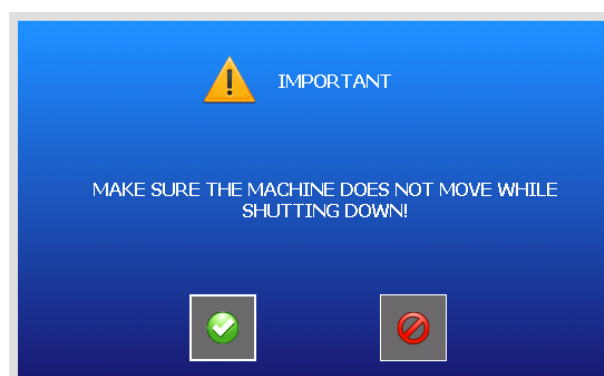 IMPORTANT
MAKE SURE THE MACHINE DOES NOT MOVE WHILE
SHUTTING DOWN!